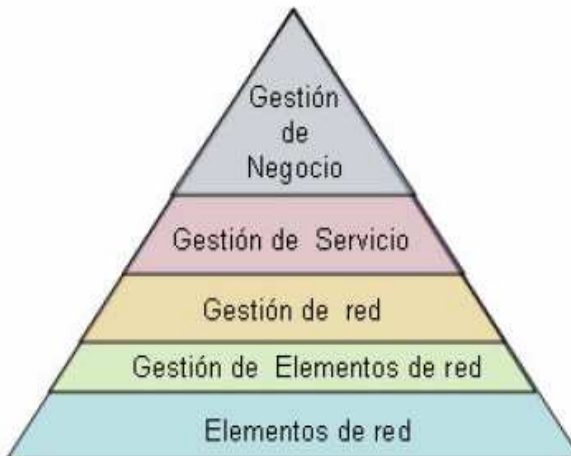 Gestión
de
Negocio
Gestión de Servicio
Gestión de red
Gestión de Elementos de red
Elementos de red